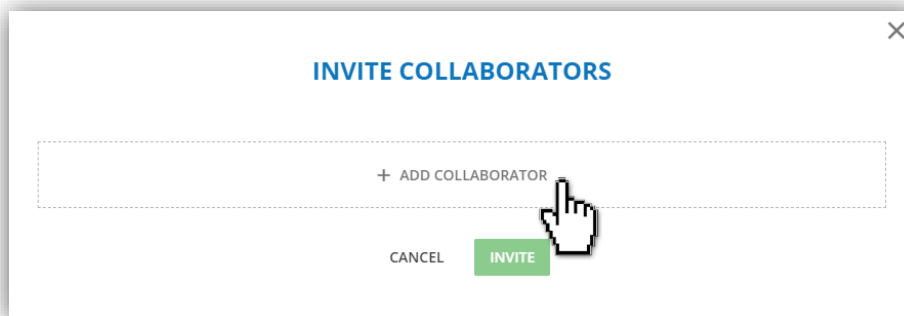 INVITE COLLABORATORS
+ ADD COLLABORATOR
CANCEL INVITE